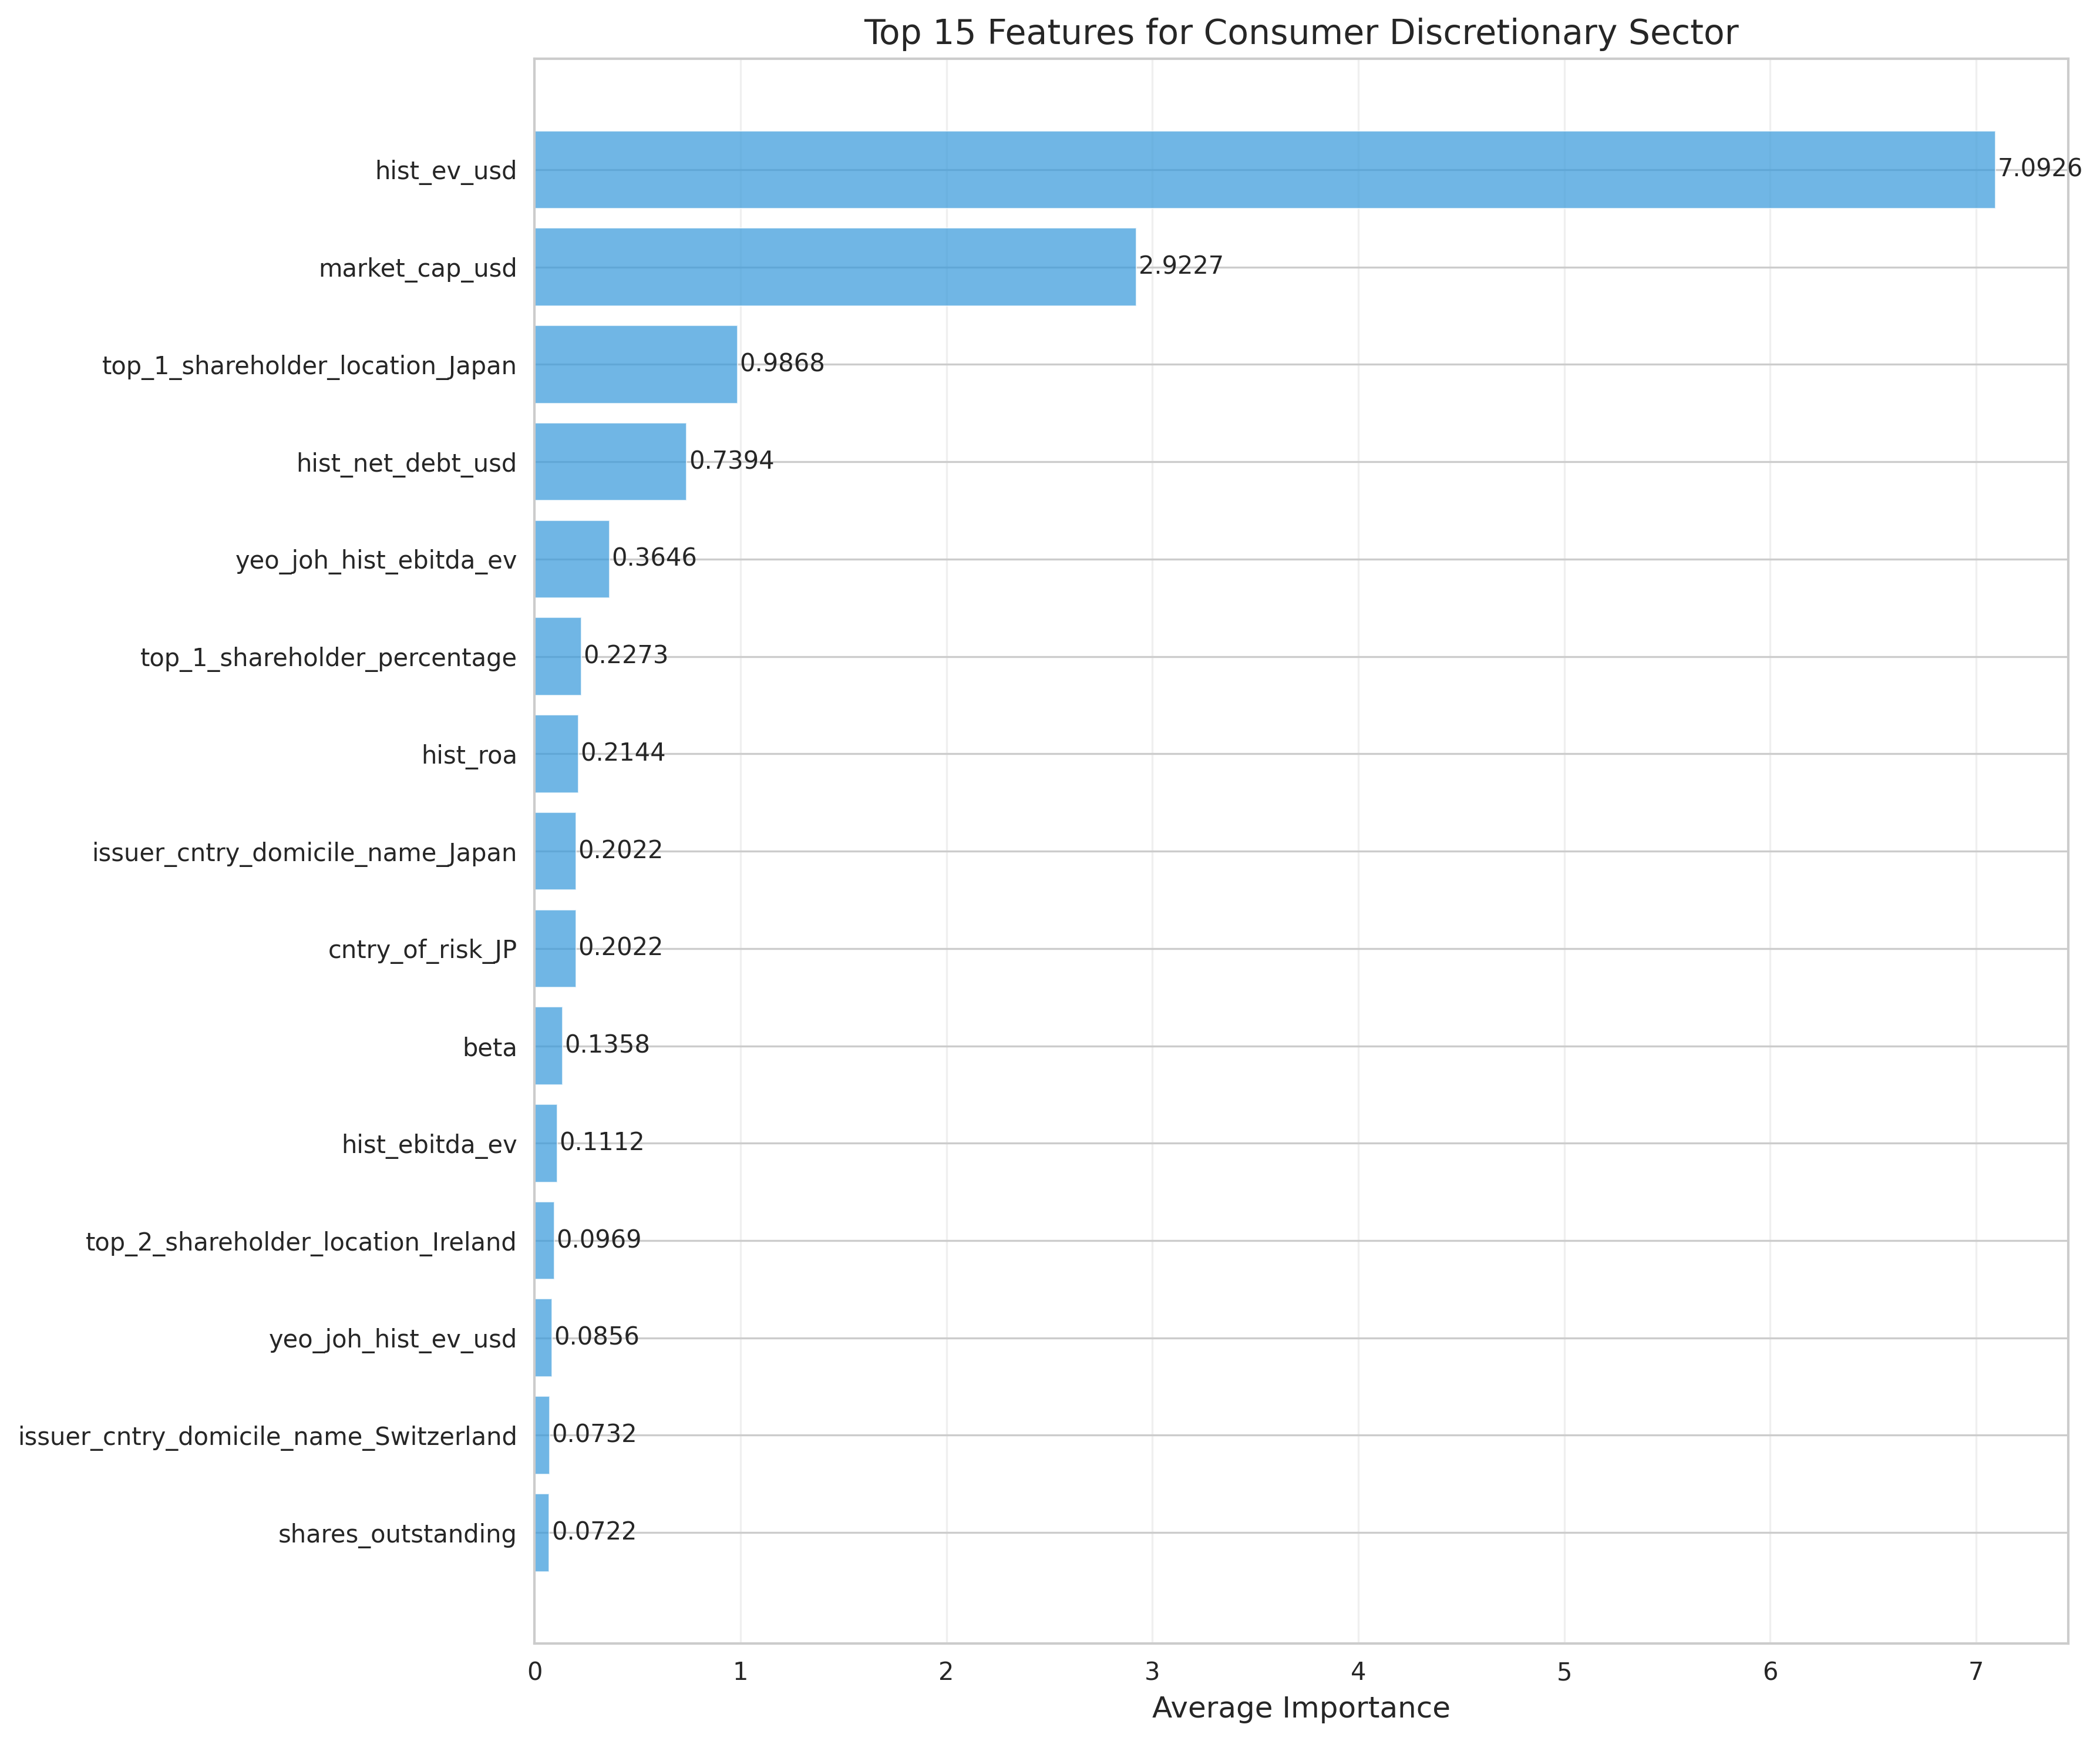 Top 15 Features for Consumer Discretionary Sector
hist_ev_usd 7.0926
market_cap_usd 2.9227
top_1_shareholder_location_Japan 0.9868
hist_net_debt_usd 0.7394
yeo_joh_hist_ebitda_ev 0.3646
top_1_shareholder_percentage 0.2273
hist_roa 0.2144
issuer_cntry_domicile_name_Japan 0.2022
cntry_of_risk_JP 0.2022
beta 0.1358
hist_ebitda_ev 0.1112
top_2_shareholder_location_Ireland 0.0969
yeo_joh_hist_ev_usd 0.0856
issuer_cntry_domicile_name_Switzerland 0.0732
shares_outstanding 0.0722
0 1 2 3 4 5 6 7
Average Importance